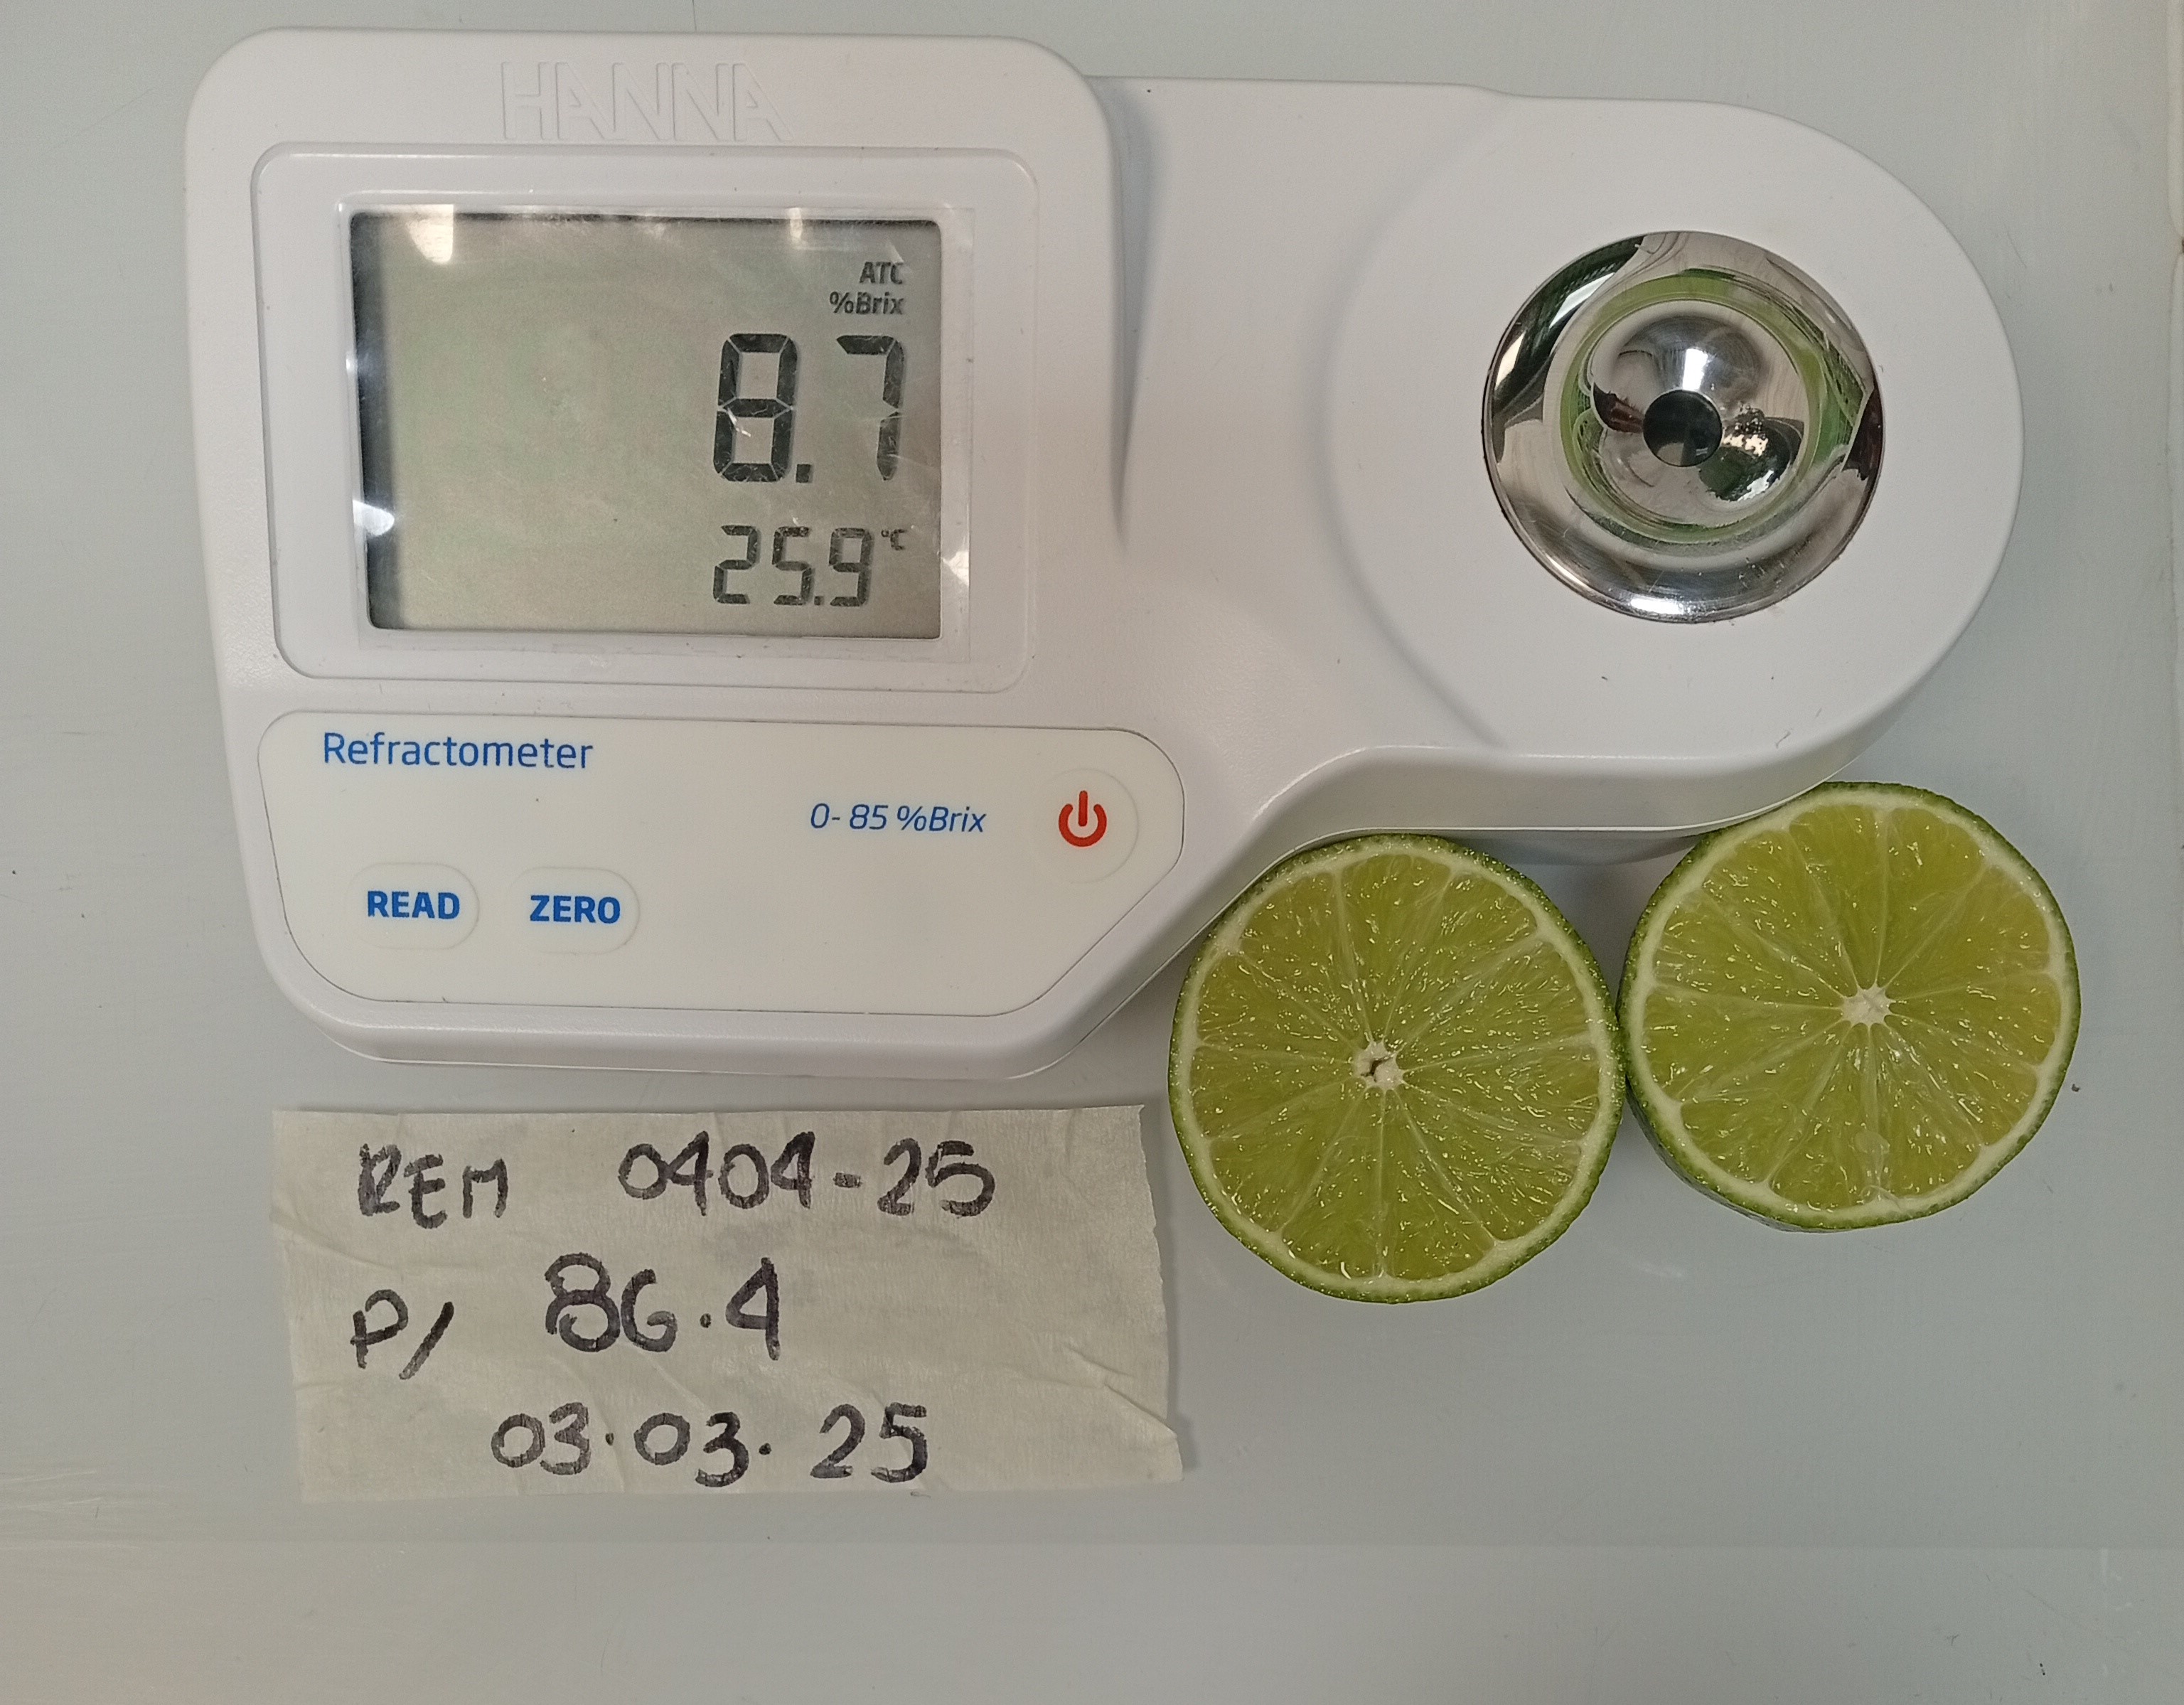 HANNA
ATC
%Brix
8.7
25.9 °C
Refractometer
0- 85 %Brix
READ ZERO
REM 0404-25
P/ 86.4
03.03.25